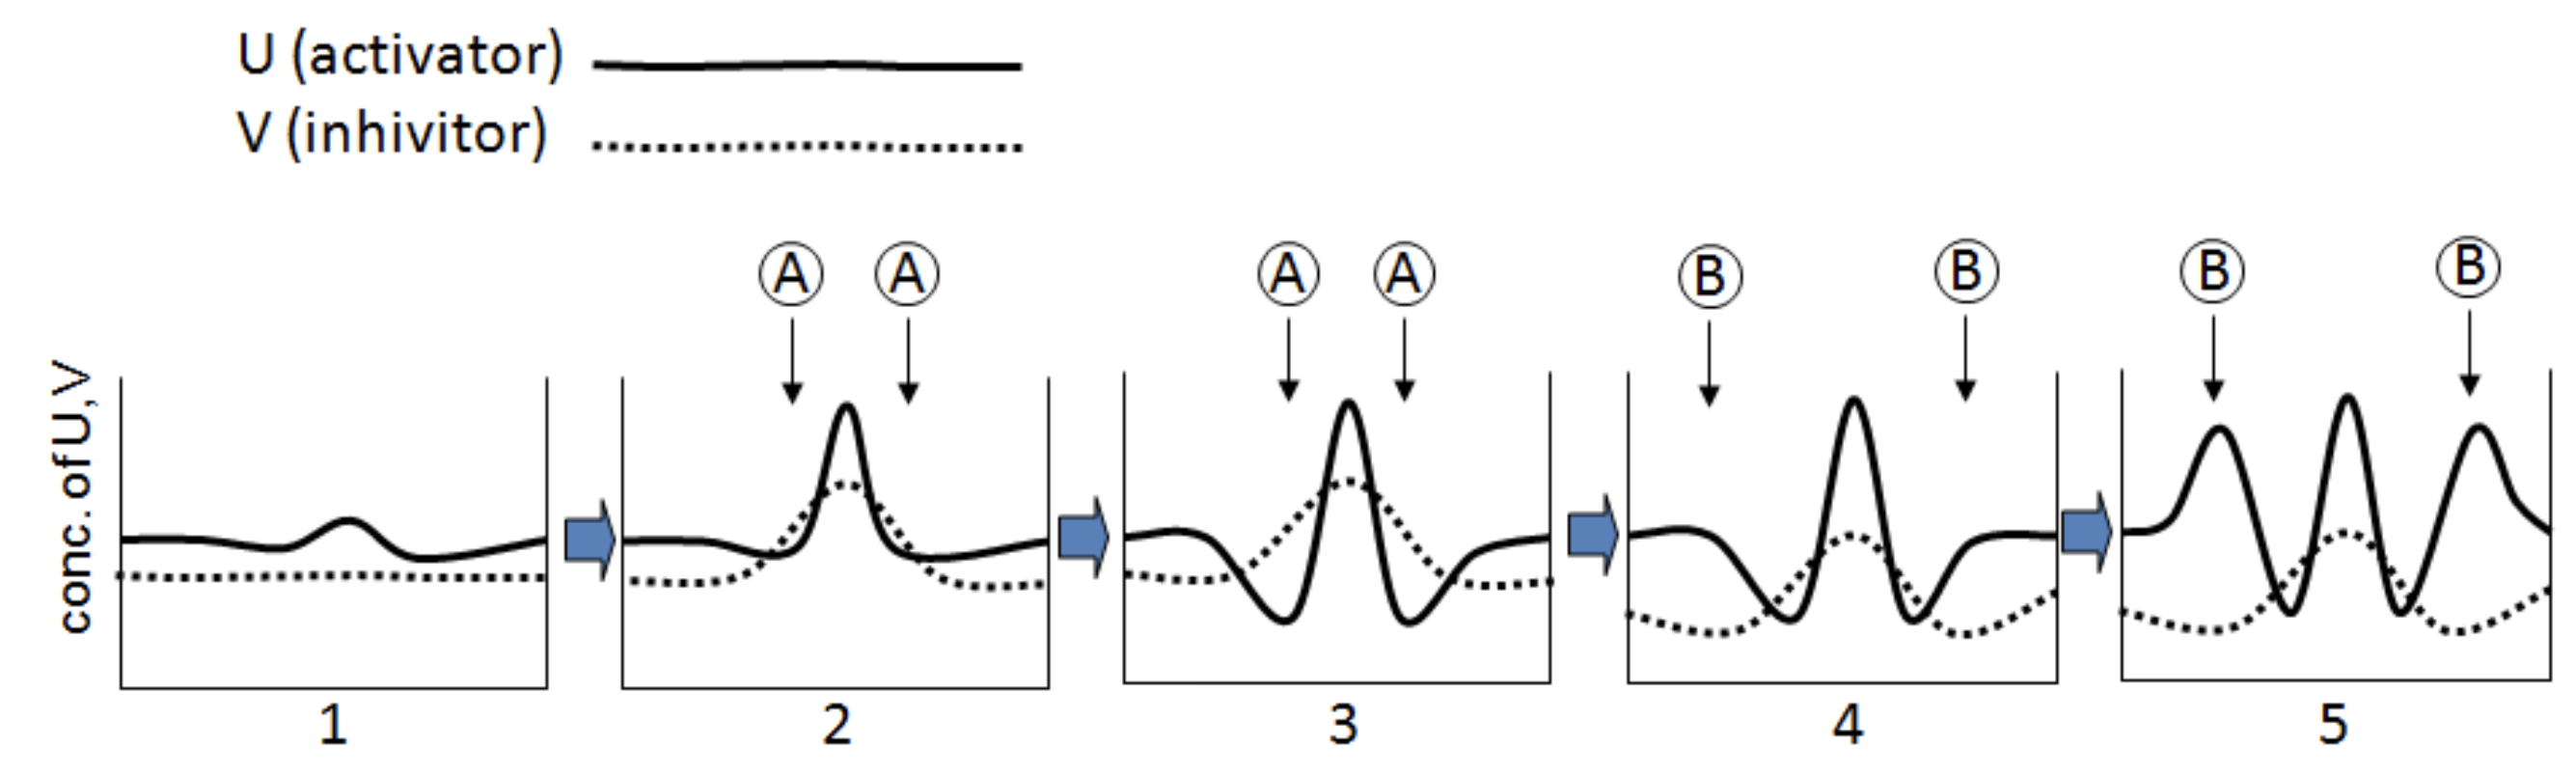 U (activator)
V (inhivitor)
A A A A B B B B
conc. of U,V
1 2 3 4 5